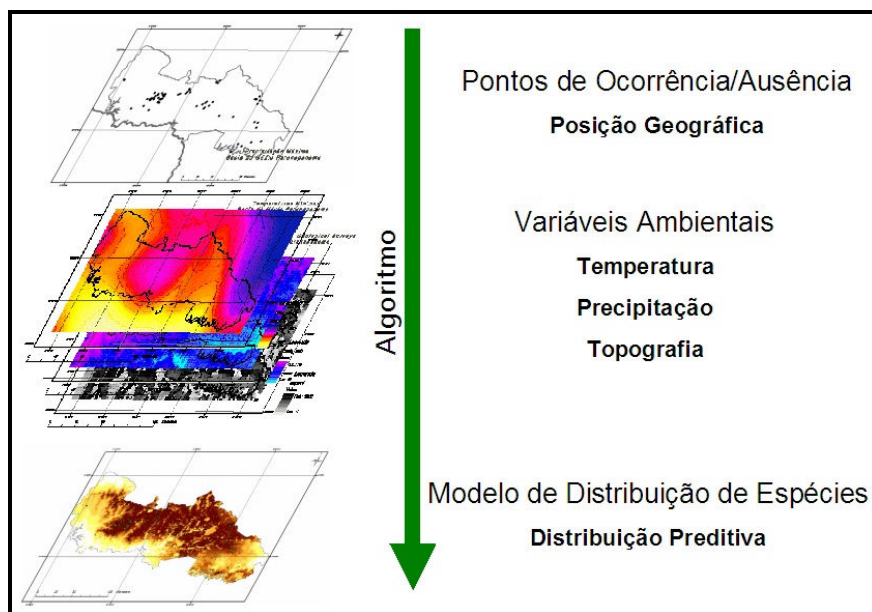 Pontos de Ocorrência/Ausência
Posição Geográfica
Variáveis Ambientais
Temperatura
Precipitação
Topografia
Algoritmo
Modelo de Distribuição de Espécies
Distribuição Preditiva